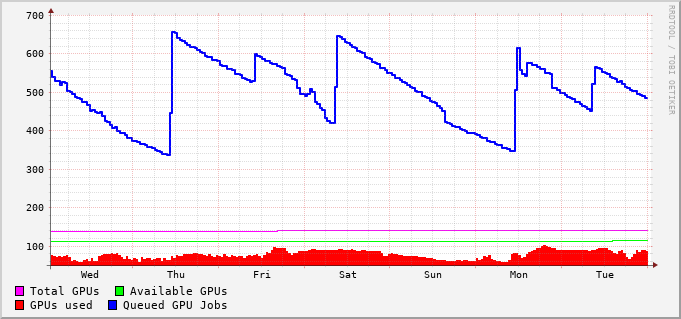 700
600
500
400
300
200
100
Wed Thu Fri Sat Sun Mon Tue
Total GPUs Available GPUs
GPUs used Queued GPU Jobs
RRDTOOL / TOBI OETIKER